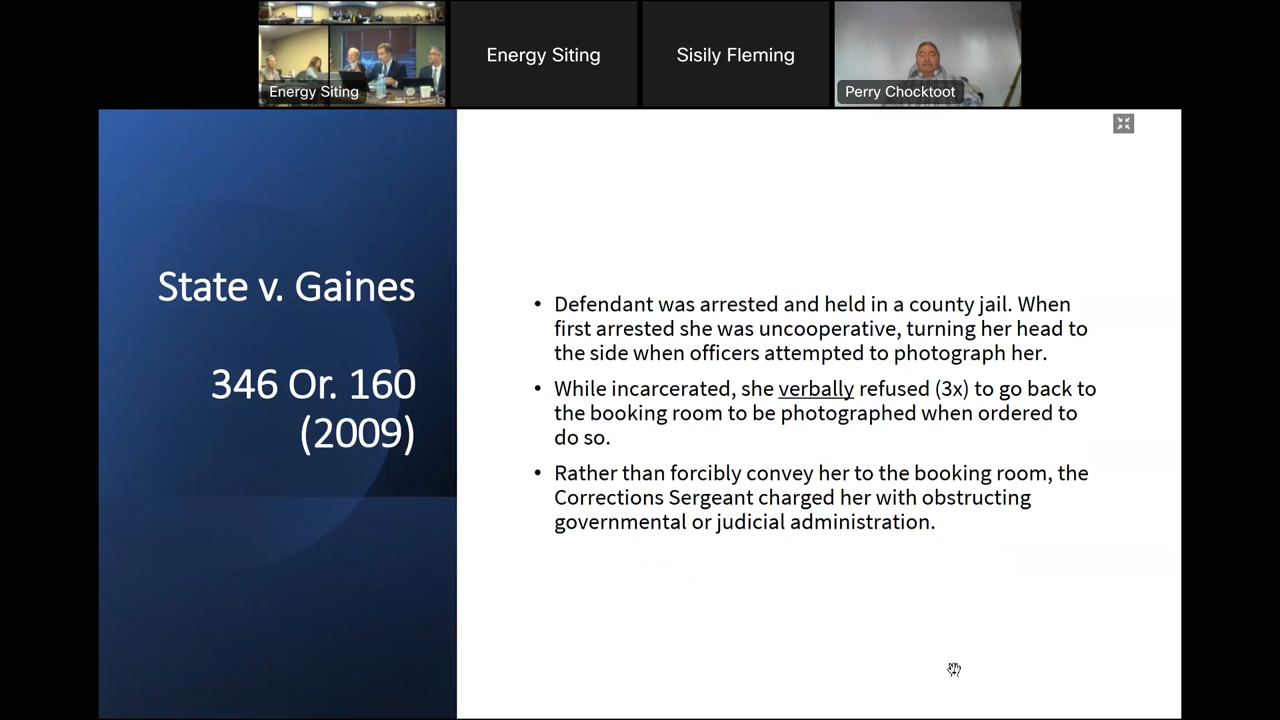 Energy Siting
Energy Siting
Sisily Fleming
Perry Chocktoot
State v. Gaines
346 Or. 160
(2009)
• Defendant was arrested and held in a county jail. When
first arrested she was uncooperative, turning her head to
the side when officers attempted to photograph her.
• While incarcerated, she verbally refused (3x) to go back to
the booking room to be photographed when ordered to
do so.
• Rather than forcibly convey her to the booking room, the
Corrections Sergeant charged her with obstructing
governmental or judicial administration.